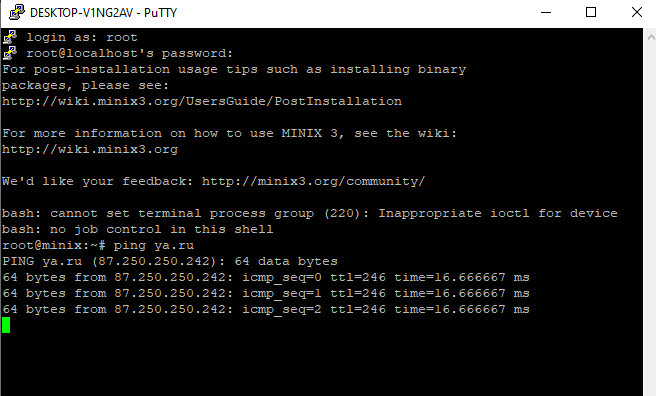 DESKTOP-V1NG2AV - PuTTY
login as: root
root@localhost's password:
For post-installation usage tips such as installing binary
packages, please see:
http://wiki.minix3.org/UsersGuide/PostInstallation
For more information on how to use MINIX 3, see the wiki:
http://wiki.minix3.org
We'd like your feedback: http://minix3.org/community/
bash: cannot set terminal process group (220): Inappropriate ioctl for device
bash: no job control in this shell
root@minix:~# ping ya.ru
PING ya.ru (87.250.250.242): 64 data bytes
64 bytes from 87.250.250.242: icmp_seq=0 ttl=246 time=16.666667 ms
64 bytes from 87.250.250.242: icmp_seq=1 ttl=246 time=16.666667 ms
64 bytes from 87.250.250.242: icmp_seq=2 ttl=246 time=16.666667 ms